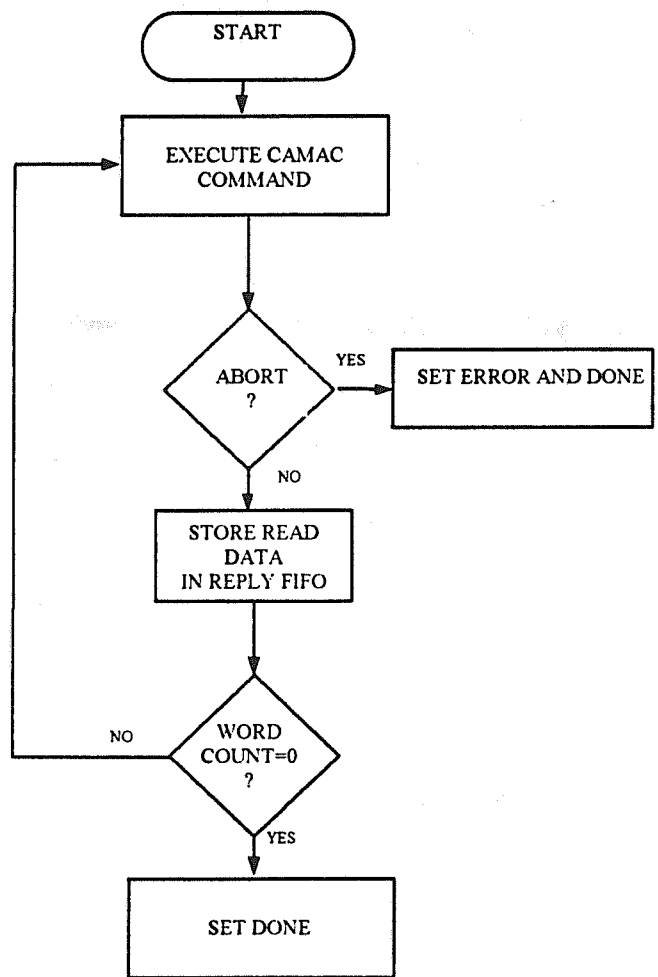 START
EXECUTE CAMAC
COMMAND
ABORT
?
YES
SET ERROR AND DONE
NO
STORE READ
DATA
IN REPLY FIFO
WORD
COUNT=0
?
NO
YES
SET DONE